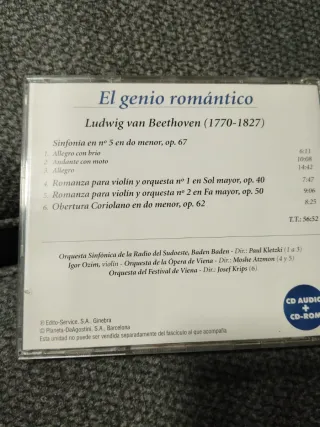 El genio romántico
Ludwig van Beethoven (1770-1827)
Sinfonía en nº 5 en do menor, op. 67
1 Allegro con brio 6:11
2 Andante con moto 10:08
3 Allegro 14:42
4 Romanza para violín y orquesta nº 1 en Sol mayor, op. 40 7:47
5 Romanza para violín y orquesta nº 2 en Fa mayor, op. 50 9:06
6 Obertura Coriolano en do menor, op. 62 8:25
T.T.: 56:52
Orquesta Sinfónica de la Radio del Sudoeste, Baden Baden - Dir.: Paul Kletzki (1 a 3)
Igor Ozim, violín - Orquesta de la Ópera de Viena - Dir.: Moshe Atzmon (4 y 5)
Orquesta del Festival de Viena - Dir.: Josef Krips (6)
© Edito-Service, S.A., Ginebra
© Planeta-DeAgostini, S.A., Barcelona
Esta unidad no puede ser vendida separadamente del fascículo al que acompaña
CD AUDIO
+
CD-ROM